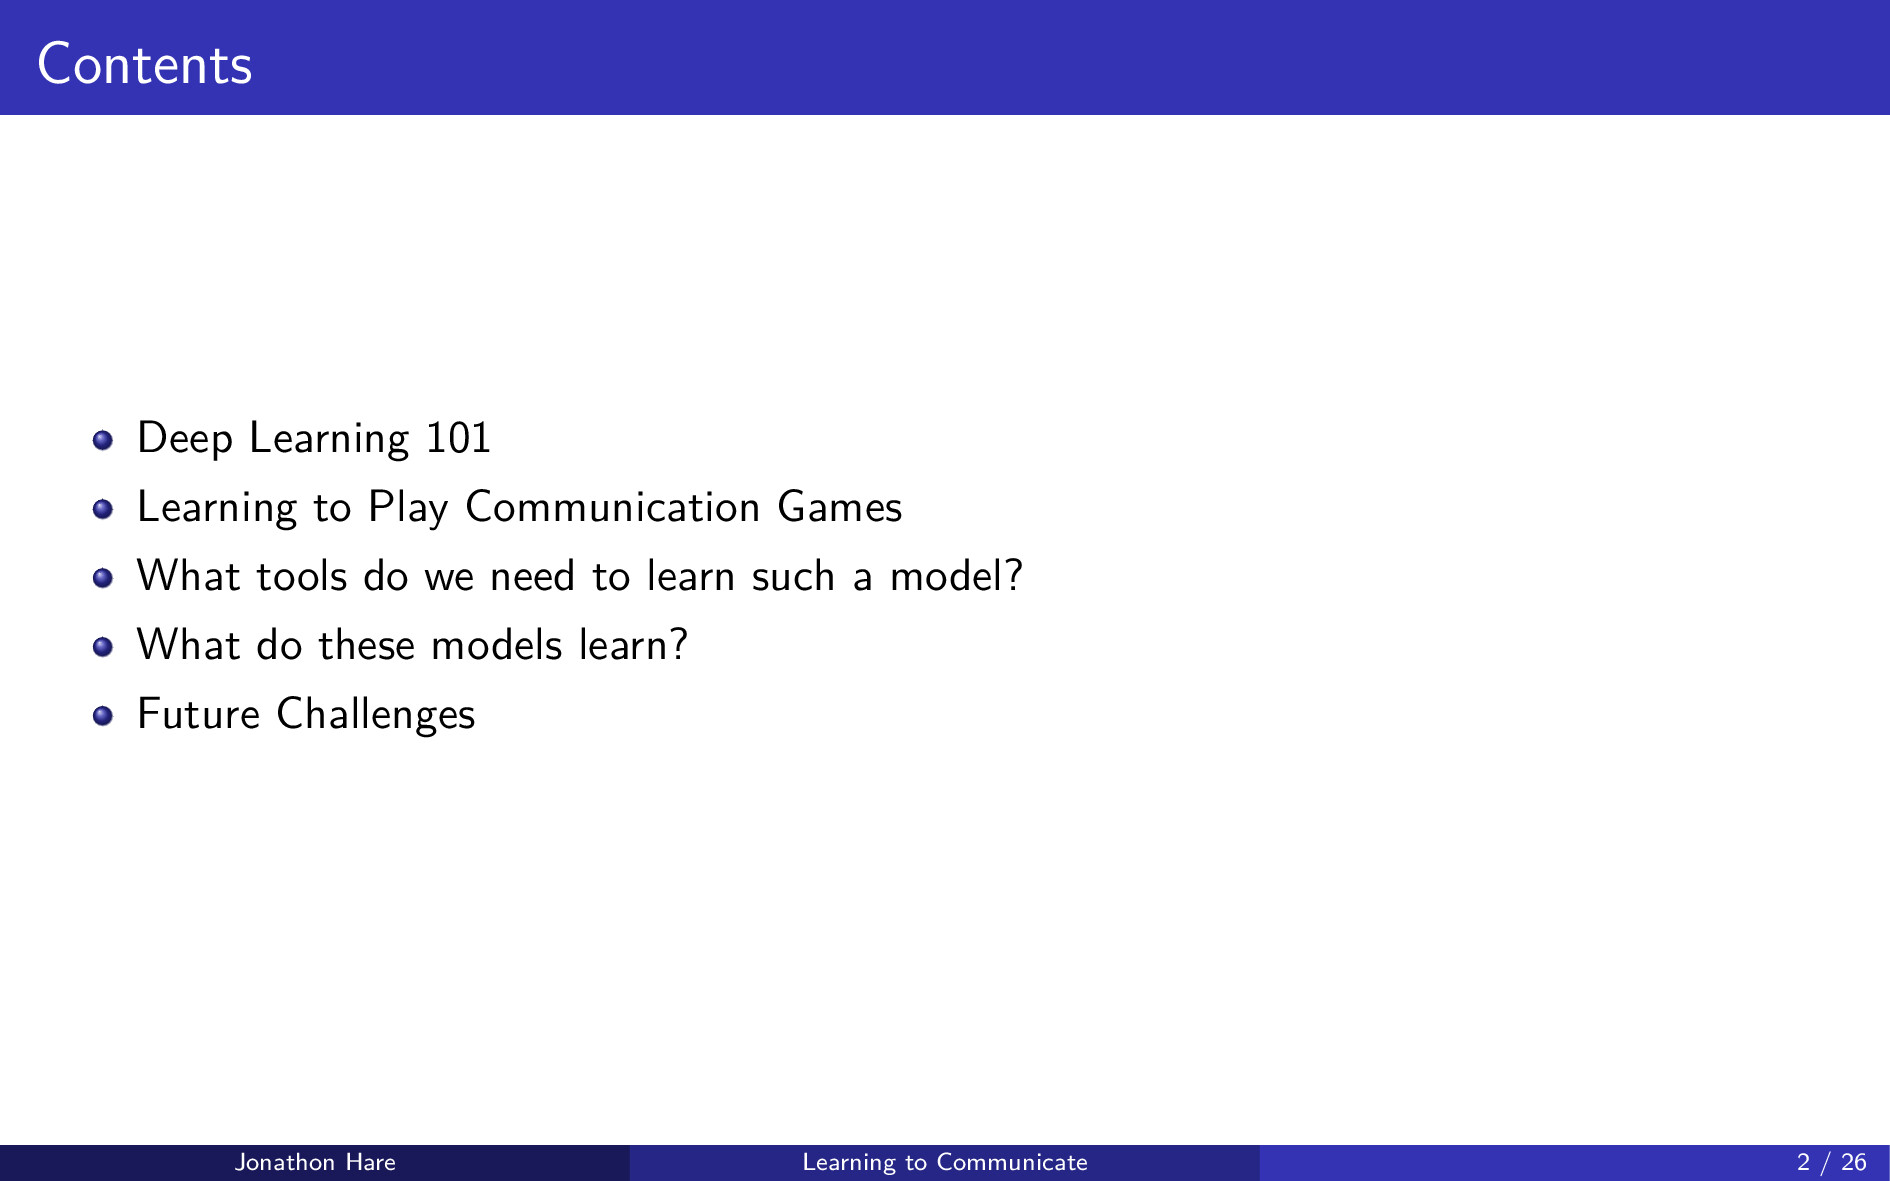 Contents
Deep Learning 101
Learning to Play Communication Games
What tools do we need to learn such a model?
What do these models learn?
Future Challenges
Jonathon Hare
Learning to Communicate
2 / 26